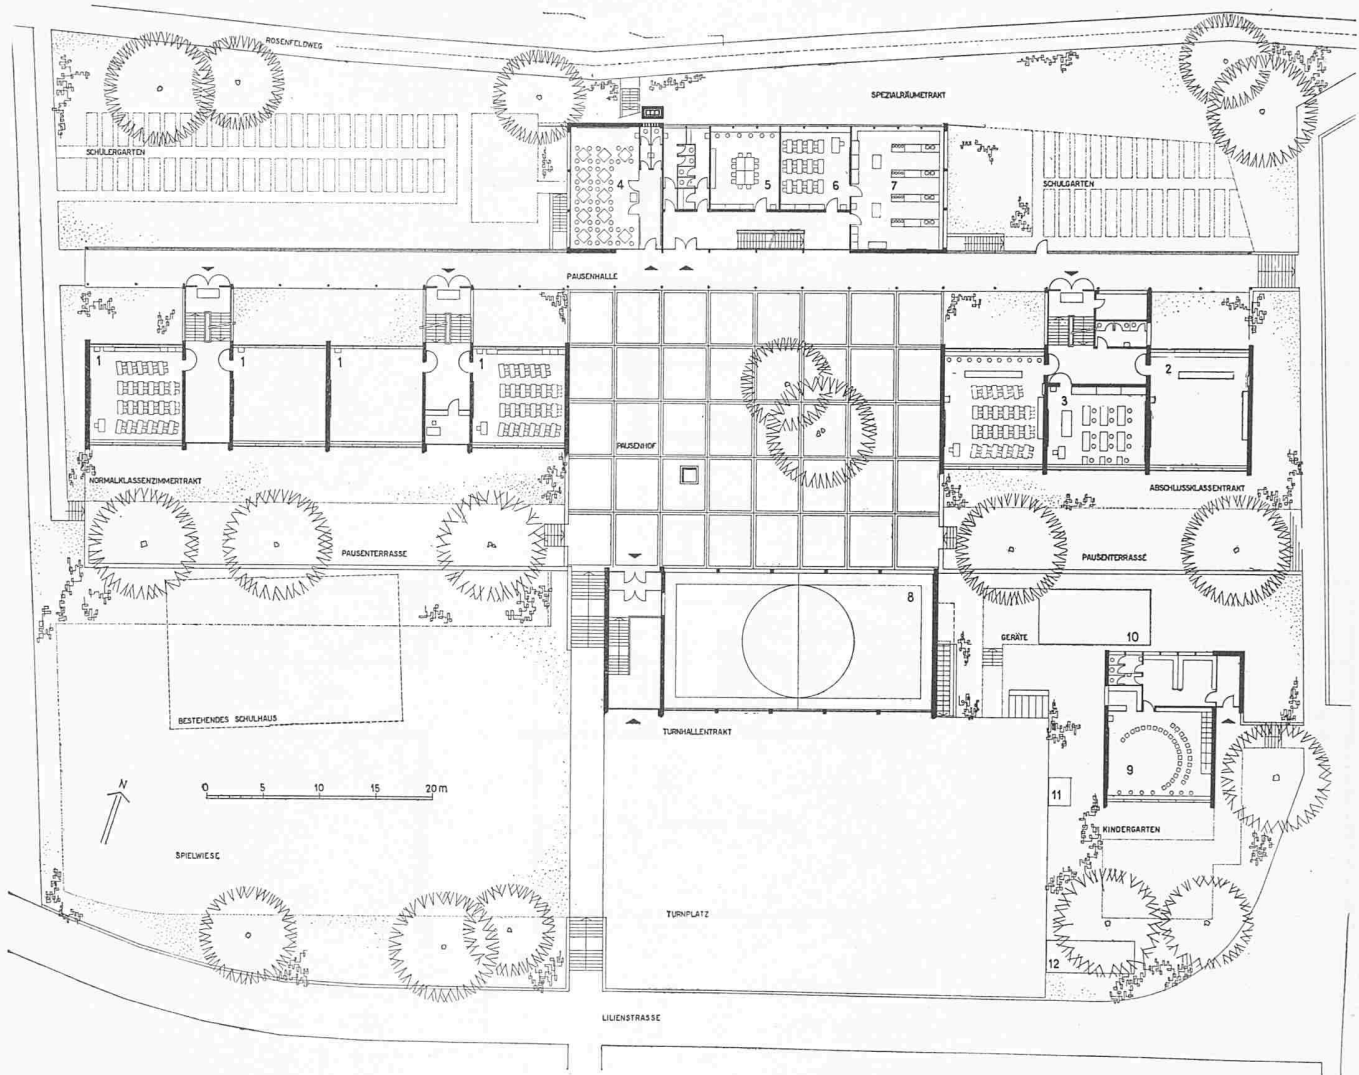 ROSENFELDWEG
SPEZIALRÄUMETRAKT
SCHÜLERGARTEN
4
5
6
7
SCHULGARTEN
PAUSENHALLE
1
1
1
1
2
3
PAUSENHOF
NORMALKLASSENZIMMERTRAKT
ABSCHLUSSKLASSENTRAKT
PAUSENTERRASSE
PAUSENTERRASSE
8
GERÄTE
10
BESTEHENDES SCHULHAUS
TURNHALLENTRAKT
N
0 5 10 15 20 m
9
11
KINDERGARTEN
SPIELWIESE
TURNPLATZ
12
LILIENSTRASSE